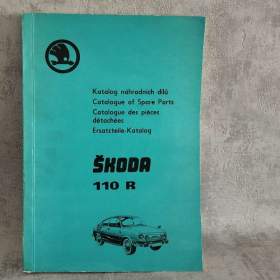 Katalog náhradních dílů
Catalogue of Spare Parts
Catalogue des pièces
détachées
Ersatzteile-Katalog
ŠKODA
110 R